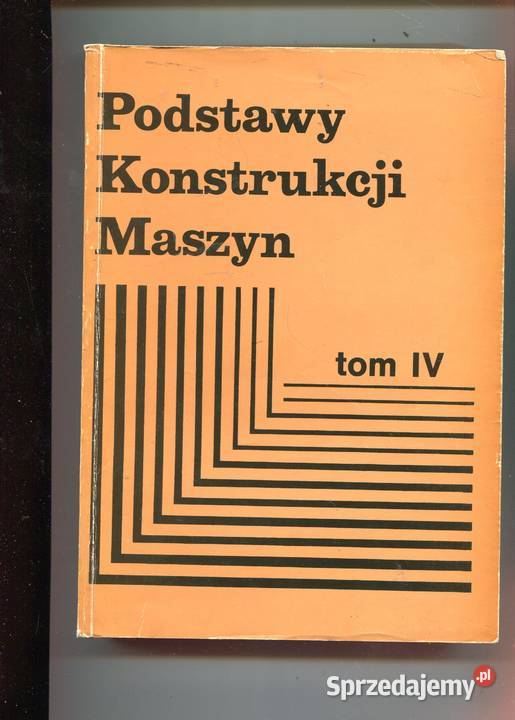 Podstawy
Konstrukcji
Maszyn
tom IV
Sprzedajemy.pl